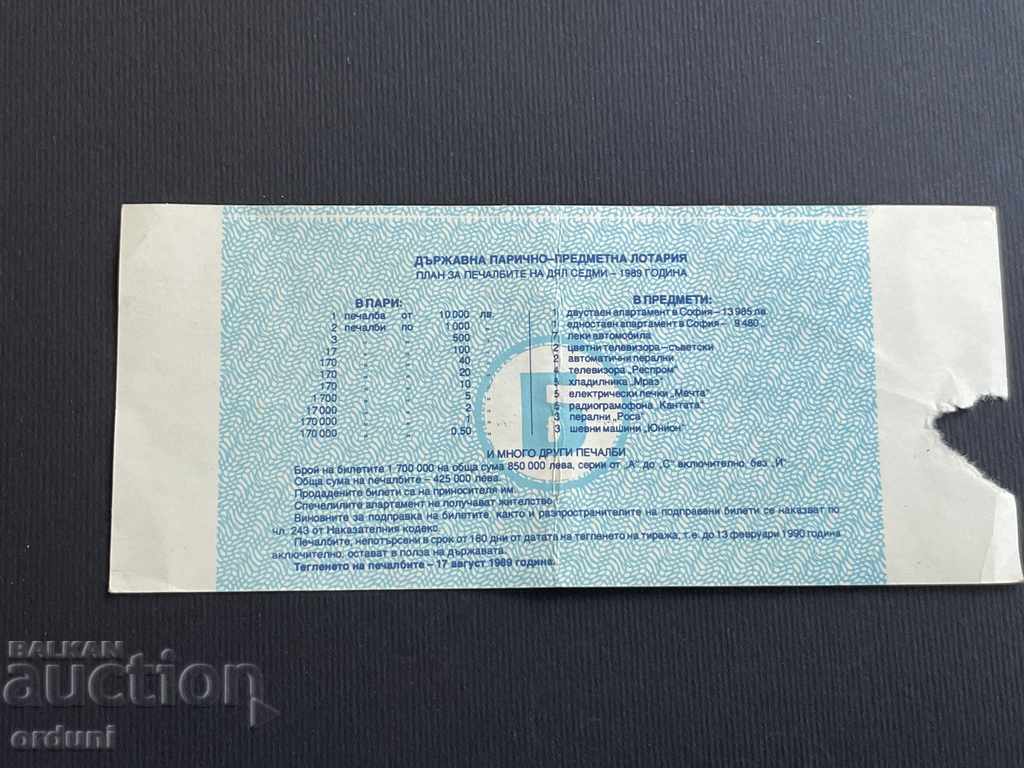 ДЪРЖАВНА ПАРИЧНО-ПРЕДМЕТНА ЛОТАРИЯ
ПЛАН ЗА ПЕЧАЛБИТЕ НА ДЯЛ СЕДМИ – 1989 ГОДИНА
В ПАРИ:
1 печалба от 10 000 лв.
2 печалби по 1 000 „
3 „ „ 500 „
17 „ „ 100 „
170 „ „ 40 „
170 „ „ 20 „
170 „ „ 10 „
1 700 „ „ 5 „
17 000 „ „ 2 „
170 000 „ „ 1 „
170 000 „ „ 0.50 „
В ПРЕДМЕТИ:
1 двустаен апартамент в София – 13 985 лв.
1 едностаен апартамент в София – 9 480 „
7 леки автомобила
2 цветни телевизора – съветски
2 автоматични перални
телевизора „Респром"
хладилника „Мраз"
5 електрически печки „Мечта"
радиограмофона „Кантата"
3 перални „Роса"
3 шевни машини „Юнион"
Б
И МНОГО ДРУГИ ПЕЧАЛБИ
Брой на билетите 1 700 000 на обща сума 850 000 лева, серии от „А" до „С" включително, без „Й".
Обща сума на печалбите – 425 000 лева.
Продадените билети са на приносителя им.
Спечелилите апартамент не получават жителство.
Виновните за подправка на билетите, както и разпространителите на подправени билети се наказват по
чл. 243 от Наказателния кодекс.
Печалбите, непотърсени в срок от 180 дни от датата на тегленето на тиража, т.е. до 13 февруари 1990 година
включително, остават в полза на държавата.
Тегленето на печалбите – 17 август 1989 година.
BALKAN
auction
orduni